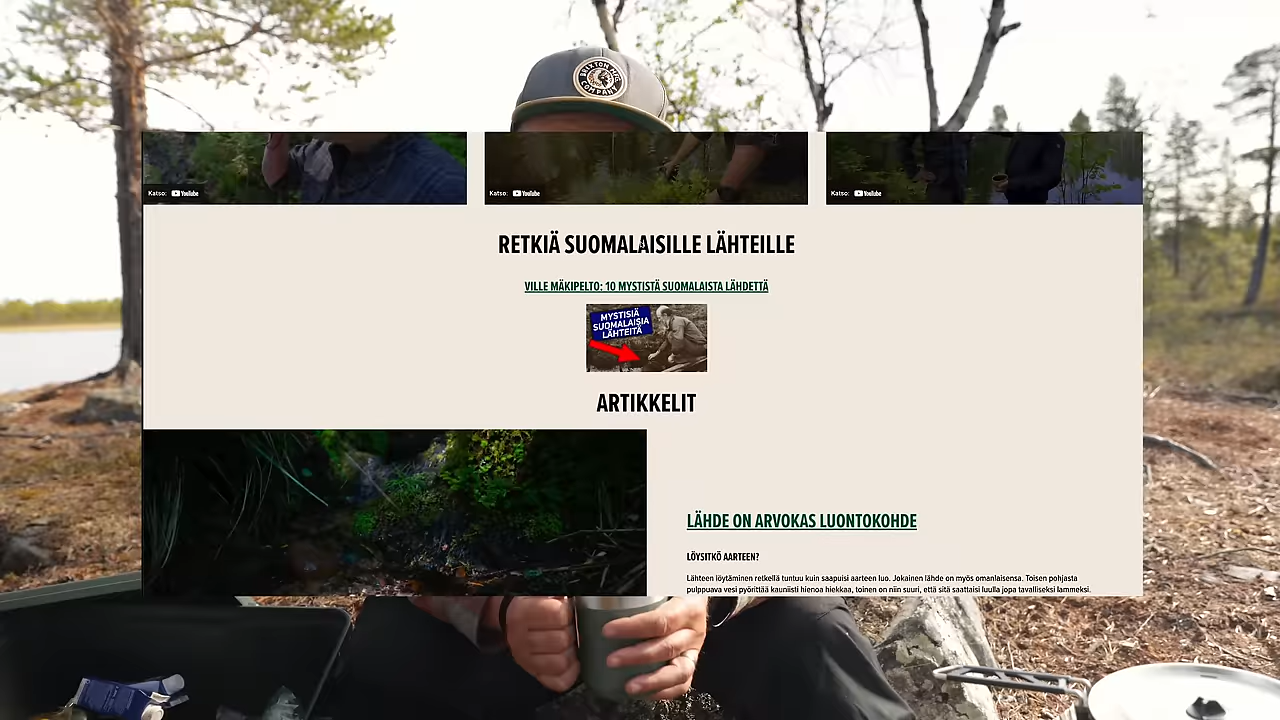 BRIXTON MFG
COMPANY
Katso: YouTube
Katso: YouTube
Katso: YouTube
RETKIÄ SUOMALAISILLE LÄHTEILLE
VILLE MÄKIPELTO: 10 MYSTISTÄ SUOMALAISTA LÄHDETTÄ
MYSTISIÄ
SUOMALAISIA
LÄHTEITÄ
ARTIKKELIT
LÄHDE ON ARVOKAS LUONTOKOHDE
LÖYSITKÖ AARTEEN?
Lähteen löytäminen retkellä tuntuu kuin saapuisi aarteen luo. Jokainen lähde on myös omanlaisensa. Toisen pohjasta
pulppuava vesi pyörittää kauniisti hienoa hiekkaa, toinen on niin suuri, että sitä saattaisi luulla jopa tavalliseksi lammeksi.